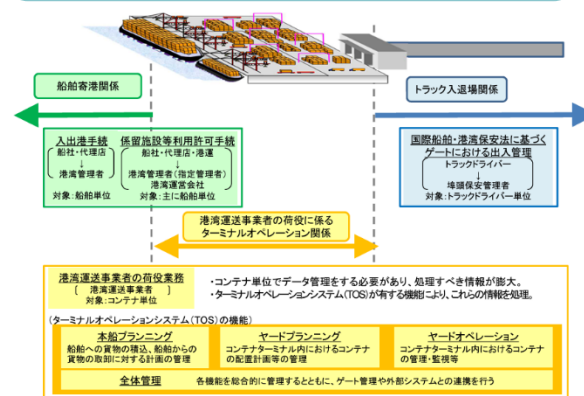 船舶寄港関係
トラック入退場関係
入出港手続
船社・代理店
↓
港湾管理者
対象:船舶単位
係留施設等利用許可手続
船社・代理店・港運
↓
港湾管理者(指定管理者)
港湾運営会社
対象:主に船舶単位
国際船舶・港湾保安法に基づく
ゲートにおける出入管理
トラックドライバー
↓
埠頭保安管理者
対象:トラックドライバー単位
港湾運送事業者の荷役に係る
ターミナルオペレーション関係
港湾運送事業者の荷役業務
[ 港湾運送事業者 ]
対象:コンテナ単位
・コンテナ単位でデータ管理をする必要があり、処理すべき情報が膨大。
・ターミナルオペレーションシステム(TOS)が有する機能により、これらの情報を処理。
(ターミナルオペレーションシステム(TOS)の機能)
本船プランニング
船舶への貨物の積込、船舶からの
貨物の取卸に対する計画の管理
ヤードプランニング
コンテナターミナル内におけるコンテナ
の配置計画等の管理
ヤードオペレーション
コンテナターミナル内におけるコンテナ
の管理・監視等
全体管理
各機能を総合的に管理するとともに、ゲート管理や外部システムとの連携を行う